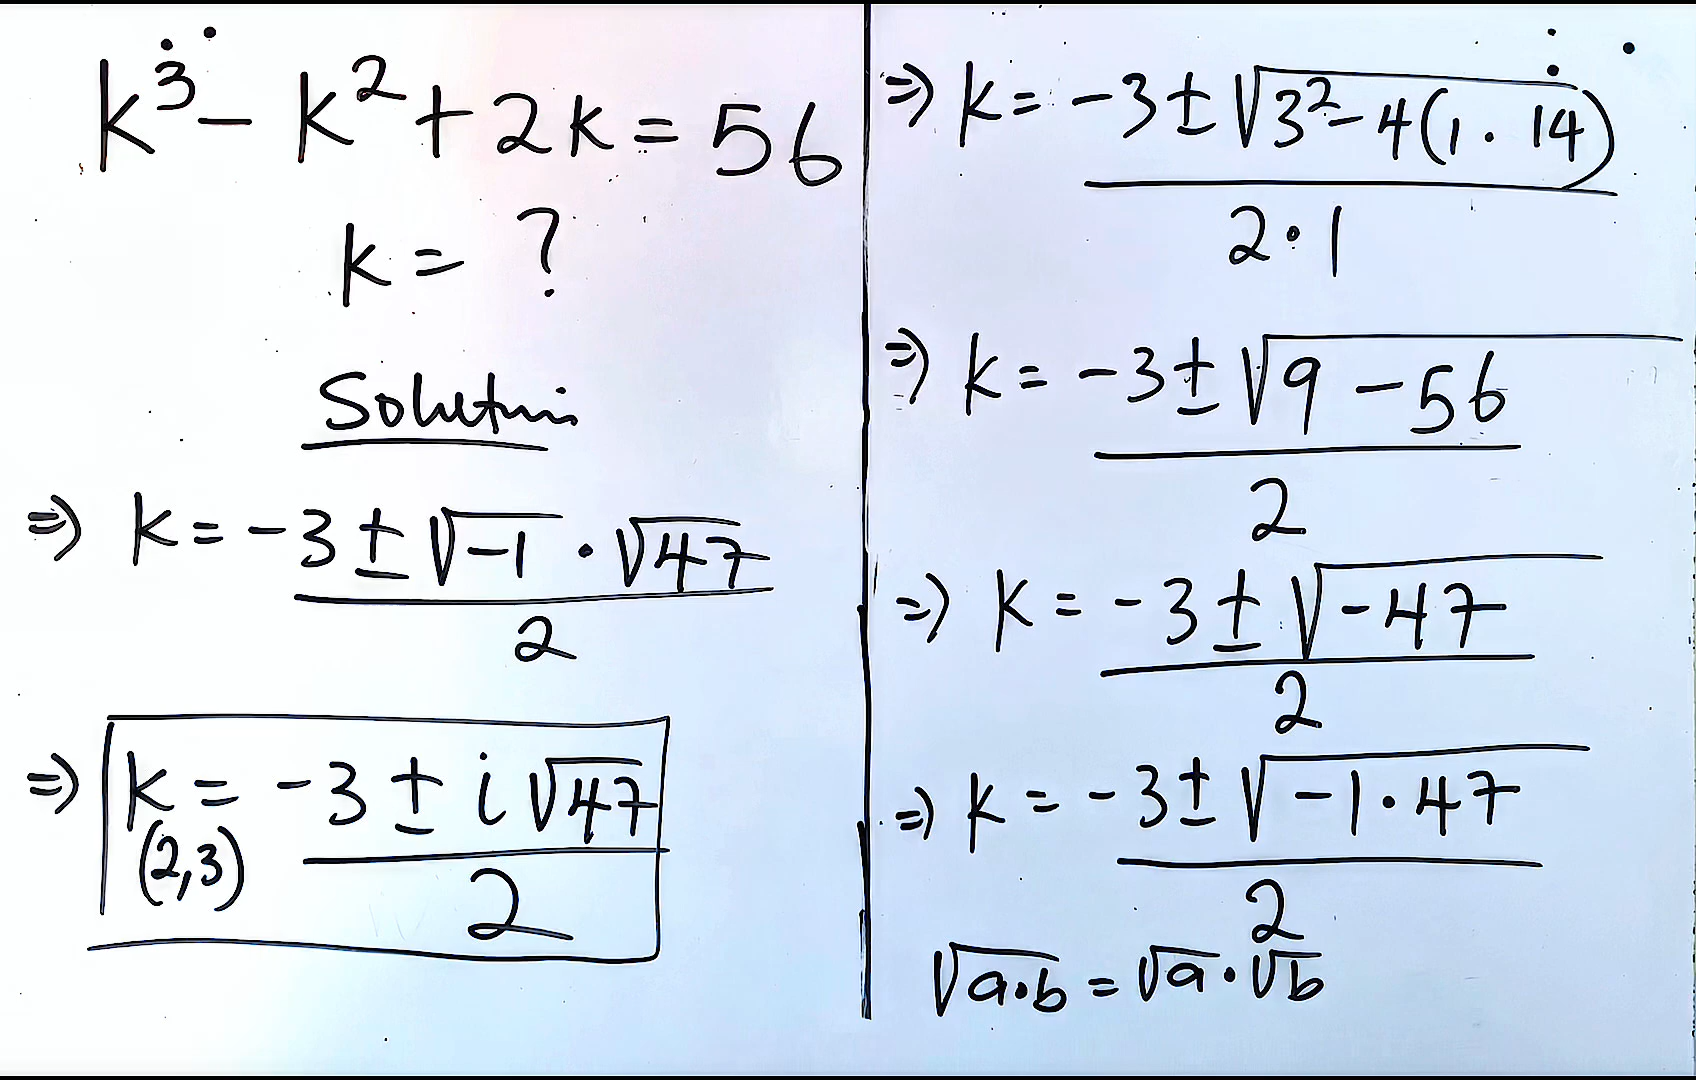 k³ - k² + 2k = 56
k = ?
Solution
⇒ k = -3 ± √-1 · √47
2
⇒ k = -3 ± i√47
(2,3)
2
⇒ k = -3 ± √3² - 4(1 · 14)
2 · 1
⇒ k = -3 ± √9 - 56
2
⇒ k = -3 ± √-47
2
⇒ k = -3 ± √-1 · 47
2
√a·b = √a · √b